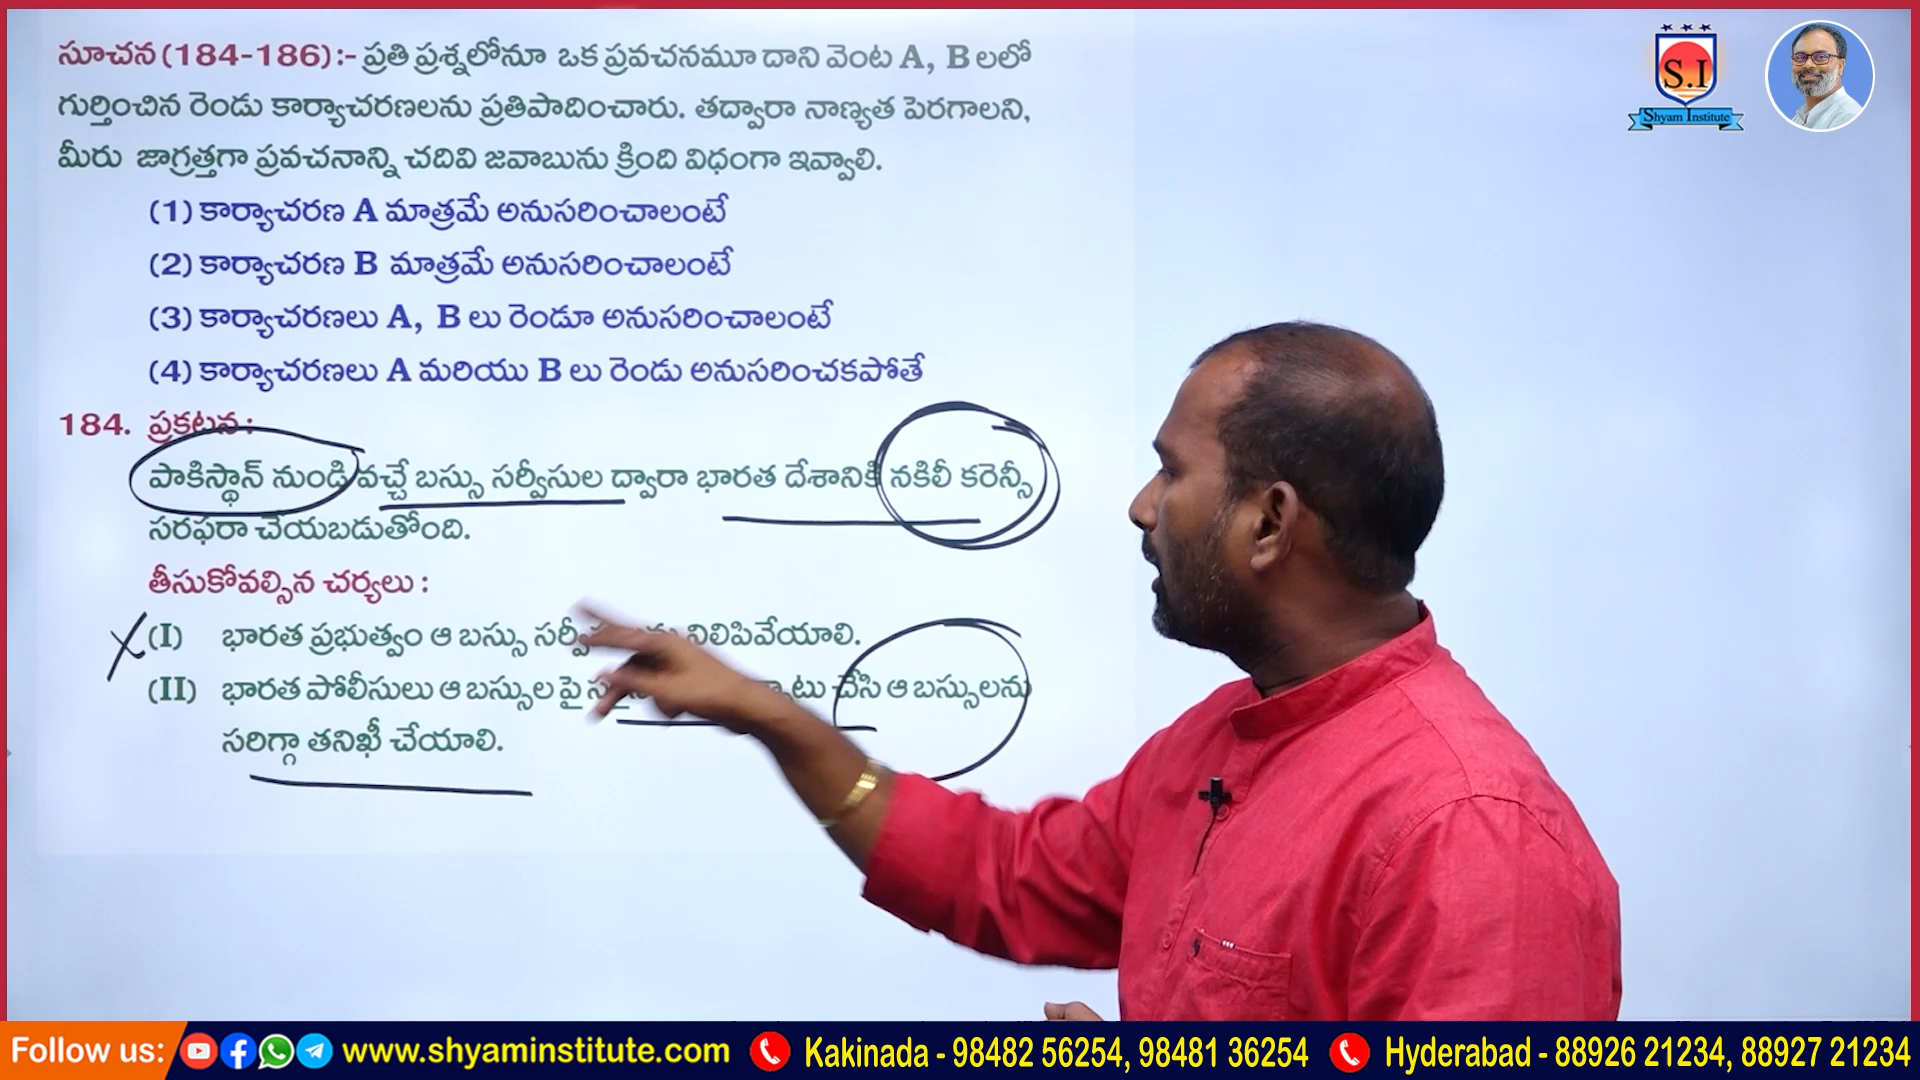 సూచన (184-186) :- ప్రతి ప్రశ్నలోనూ ఒక ప్రవచనమూ దాని వెంట A, B లలో
గుర్తించిన రెండు కార్యాచరణలను ప్రతిపాదించారు. తద్వారా నాణ్యత పెరగాలని,
మీరు జాగ్రత్తగా ప్రవచనాన్ని చదివి జవాబును క్రింది విధంగా ఇవ్వాలి.
(1) కార్యాచరణ A మాత్రమే అనుసరించాలంటే
(2) కార్యాచరణ B మాత్రమే అనుసరించాలంటే
(3) కార్యాచరణలు A, B లు రెండూ అనుసరించాలంటే
(4) కార్యాచరణలు A మరియు B లు రెండు అనుసరించకపోతే
184. ప్రకటన :
పాకిస్థాన్ నుండి వచ్చే బస్సు సర్వీసుల ద్వారా భారత దేశానికి నకిలీ కరెన్సీ
సరఫరా చేయబడుతోంది.
తీసుకోవల్సిన చర్యలు :
(I) భారత ప్రభుత్వం ఆ బస్సు నిలిపివేయాలి.
(II) భారత పోలీసులు ఆ బస్సుల పై చేసి ఆ బస్సులను
సరిగ్గా తనిఖీ చేయాలి.
S.I
Shyam Institute
Follow us: www.shyaminstitute.com Kakinada - 98482 56254, 98481 36254 Hyderabad - 88926 21234, 88927 21234